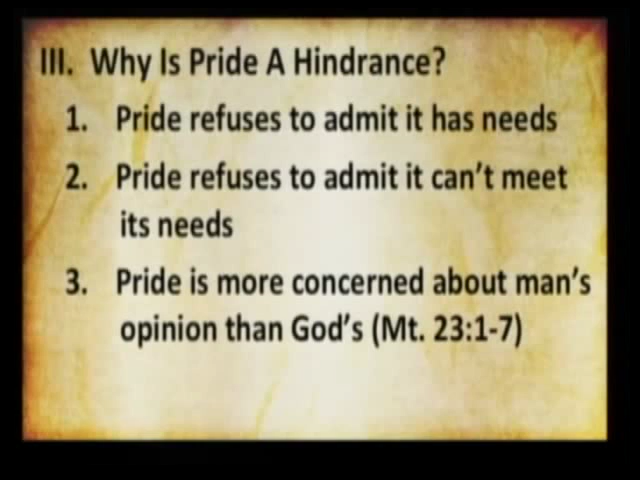 III. Why Is Pride A Hindrance?
1. Pride refuses to admit it has needs
2. Pride refuses to admit it can't meet
its needs
3. Pride is more concerned about man's
opinion than God's (Mt. 23:1-7)